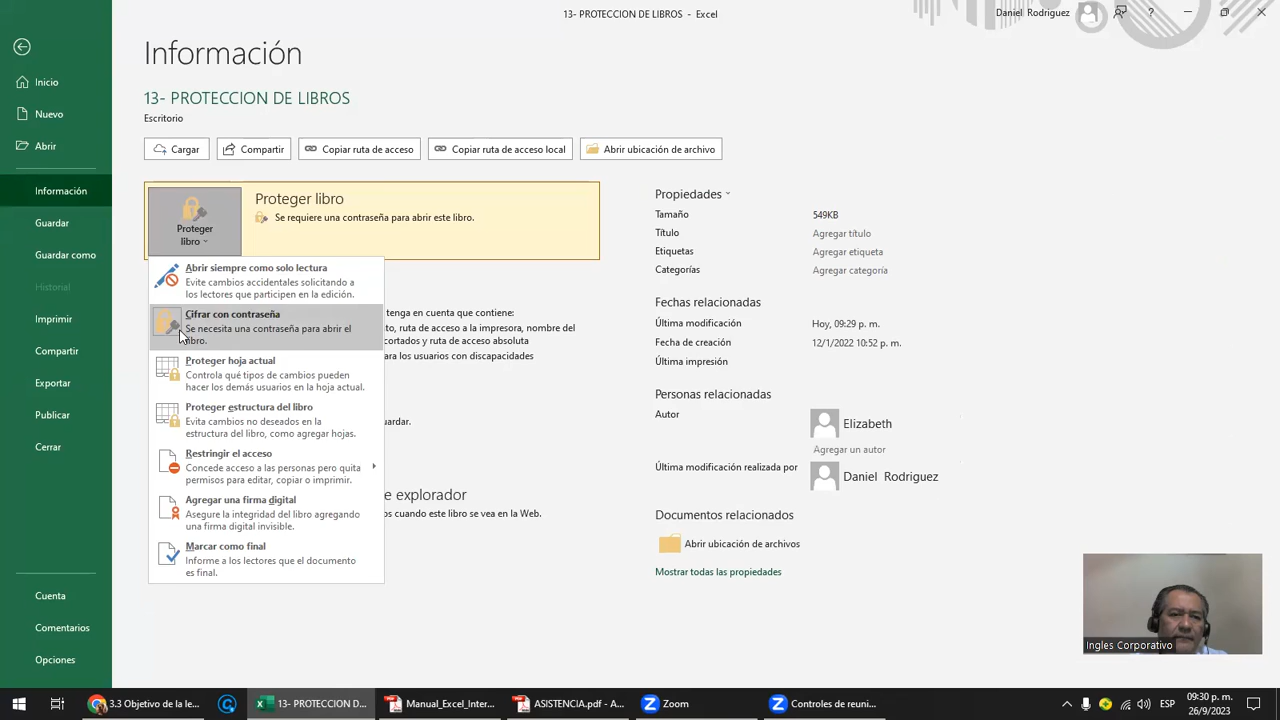 13- PROTECCION DE LIBROS - Excel
Daniel Rodriguez
?
Información
13- PROTECCION DE LIBROS
Escritorio
Inicio
Nuevo
Abrir
Información
Guardar
Guardar como
Historial
Imprimir
Compartir
Exportar
Publicar
Cerrar
Cuenta
Comentarios
Opciones
Cargar
Compartir
Copiar ruta de acceso
Copiar ruta de acceso local
Abrir ubicación de archivo
Proteger
libro
Proteger libro
Se requiere una contraseña para abrir este libro.
Abrir siempre como solo lectura
Evite cambios accidentales solicitando a
los lectores que participen en la edición.
Cifrar con contraseña
Se necesita una contraseña para abrir el
libro.
Proteger hoja actual
Controla qué tipos de cambios pueden
hacer los demás usuarios en la hoja actual.
Proteger estructura del libro
Evita cambios no deseados en la
estructura del libro, como agregar hojas.
Restringir el acceso
Concede acceso a las personas pero quita
permisos para editar, copiar o imprimir.
Agregar una firma digital
Asegure la integridad del libro agregando
una firma digital invisible.
Marcar como final
Informe a los lectores que el documento
es final.
tenga en cuenta que:
to, ruta de acceso a la impresora, nombre del
cortados y ruta de acceso absoluta
para los usuarios con discapacidades
uardar.
e explorador
os cuando este libro se vea en la Web.
Propiedades
Tamaño 549KB
Título Agregar título
Etiquetas Agregar etiqueta
Categorías Agregar categoría
Fechas relacionadas
Última modificación Hoy, 09:29 p. m.
Fecha de creación 12/1/2022 10:52 p. m.
Última impresión
Personas relacionadas
Autor Elizabeth
Agregar un autor
Última modificación realizada por Daniel Rodriguez
Documentos relacionados
Abrir ubicación de archivos
Mostrar todas las propiedades
Ingles Corporativo
3.3 Objetivo de la le...
13- PROTECCION D...
Manual_Excel_Inter...
ASISTENCIA.pdf - A...
Zoom
Controles de reuni...
ESP
09:30 p. m.
26/9/2023